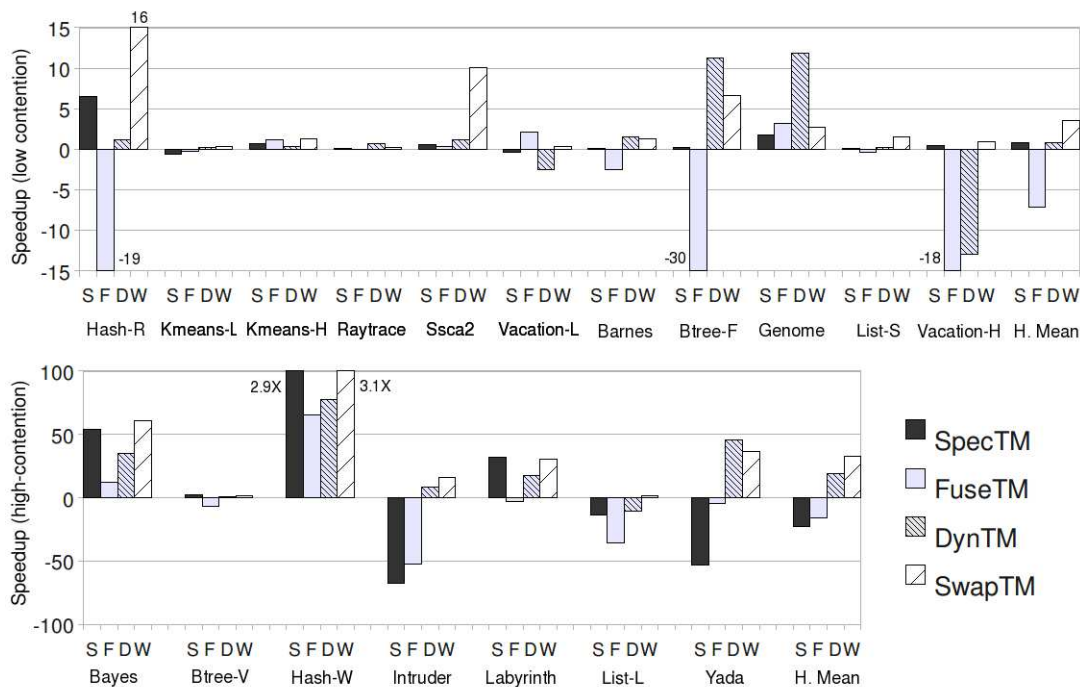 16
15
10
5
0
-5
-10
-15
Speedup (low contention)
-19
-30
-18
S F D W S F D W S F D W S F D W S F D W S F D W S F D W S F D W S F D W S F D W S F D W S F D W
Hash-R Kmeans-L Kmeans-H Raytrace Ssca2 Vacation-L Barnes Btree-F Genome List-S Vacation-H H. Mean
100
50
0
-50
-100
Speedup (high-contention)
2.9X
3.1X
S F D W S F D W S F D W S F D W S F D W S F D W S F D W S F D W
Bayes Btree-V Hash-W Intruder Labyrinth List-L Yada H. Mean
SpecTM
FuseTM
DynTM
SwapTM